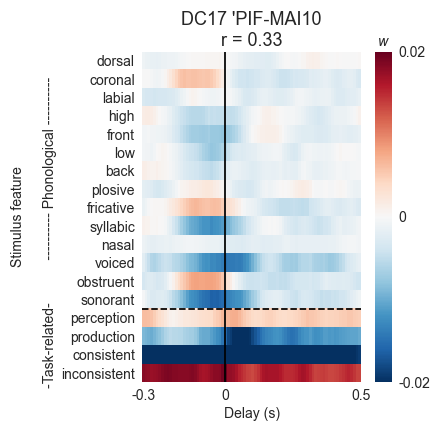 DC17 'PIF-MAI10
r = 0.33
w
0.02
0
-0.02
Stimulus feature
---------- Phonological ----------
-Task-related-
dorsal
coronal
labial
high
front
low
back
plosive
fricative
syllabic
nasal
voiced
obstruent
sonorant
perception
production
consistent
inconsistent
-0.3 0 0.5
Delay (s)